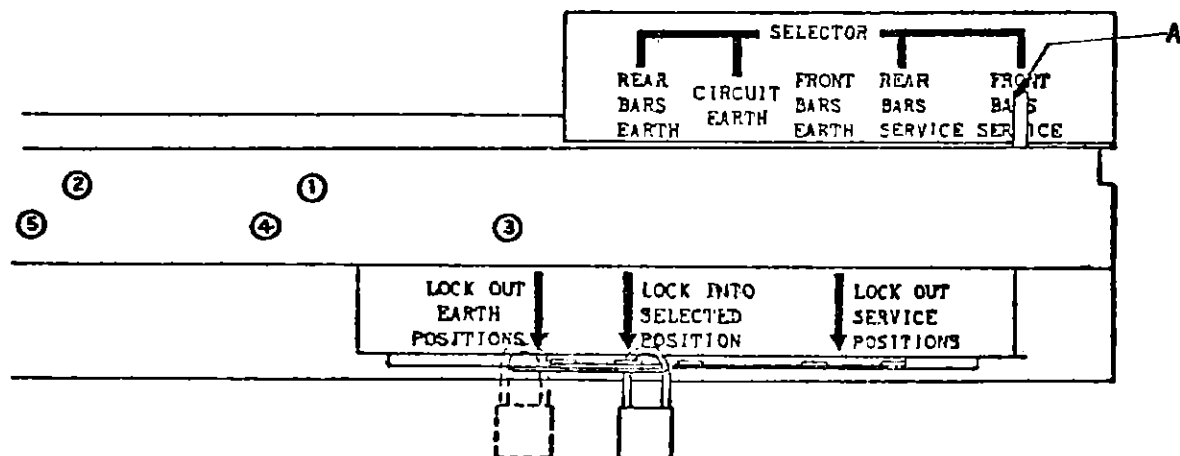 SELECTOR
A
REAR BARS EARTH
CIRCUIT EARTH
FRONT BARS EARTH
REAR BARS SERVICE
FRONT BARS SERVICE
2
1
5
4
3
LOCK OUT EARTH POSITIONS
LOCK INTO SELECTED POSITION
LOCK OUT SERVICE POSITIONS